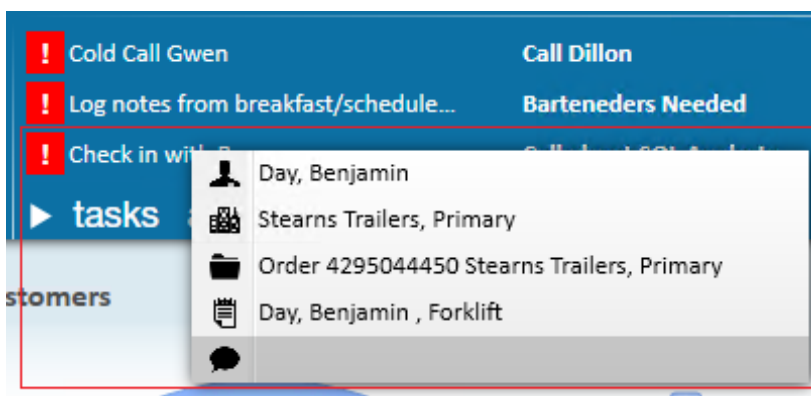 ! Cold Call Gwen Call Dillon
! Log notes from breakfast/schedule... Barteneders Needed
! Check in with
Day, Benjamin
tasks
Stearns Trailers, Primary
Order 4295044450 Stearns Trailers, Primary
stomers
Day, Benjamin , Forklift